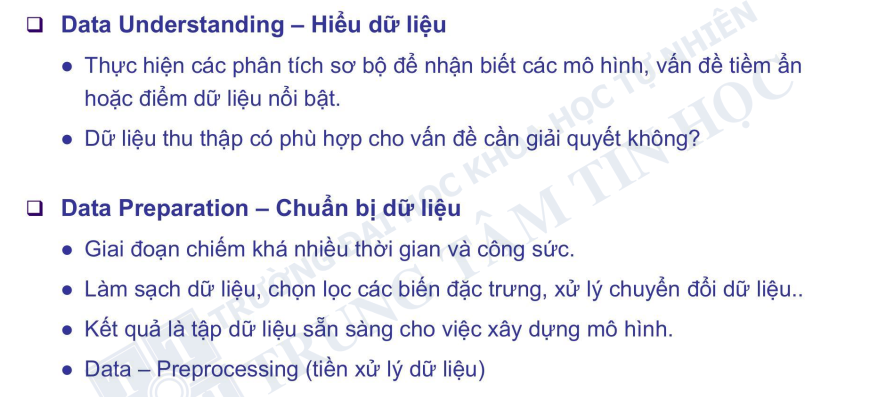 Data Understanding – Hiểu dữ liệu
Thực hiện các phân tích sơ bộ để nhận biết các mô hình, vấn đề tiềm ẩn
hoặc điểm dữ liệu nổi bật.
Dữ liệu thu thập có phù hợp cho vấn đề cần giải quyết không?
Data Preparation – Chuẩn bị dữ liệu
Giai đoạn chiếm khá nhiều thời gian và công sức.
Làm sạch dữ liệu, chọn lọc các biến đặc trưng, xử lý chuyển đổi dữ liệu..
Kết quả là tập dữ liệu sẵn sàng cho việc xây dựng mô hình.
Data – Preprocessing (tiền xử lý dữ liệu)
TRƯỜNG ĐẠI HỌC KHOA HỌC TỰ NHIÊN
TRUNG TÂM TIN HỌC